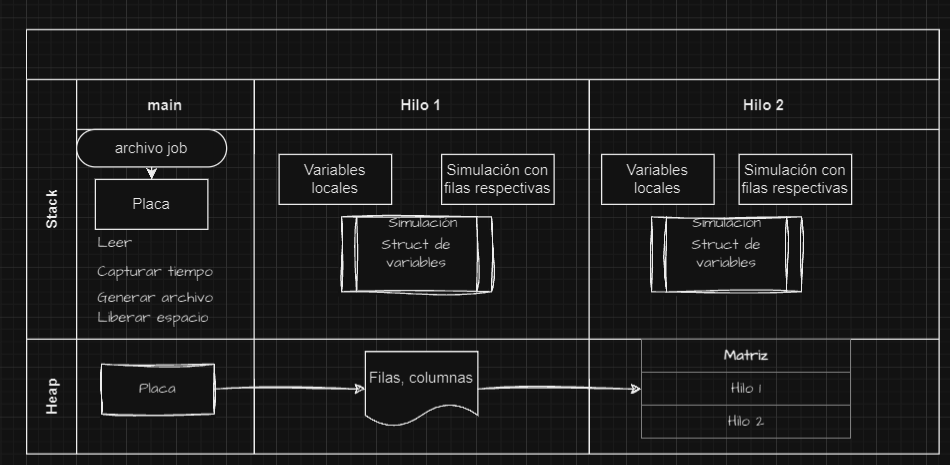 main
Hilo 1
Hilo 2
Stack
archivo job
Placa
Leer
Capturar tiempo
Generar archivo
Liberar espacio
Variables
locales
Simulación con
filas respectivas
Simulación
Struct de
variables
Variables
locales
Simulación con
filas respectivas
Simulación
Struct de
variables
Heap
Placa
Filas, columnas
Matriz
Hilo 1
Hilo 2